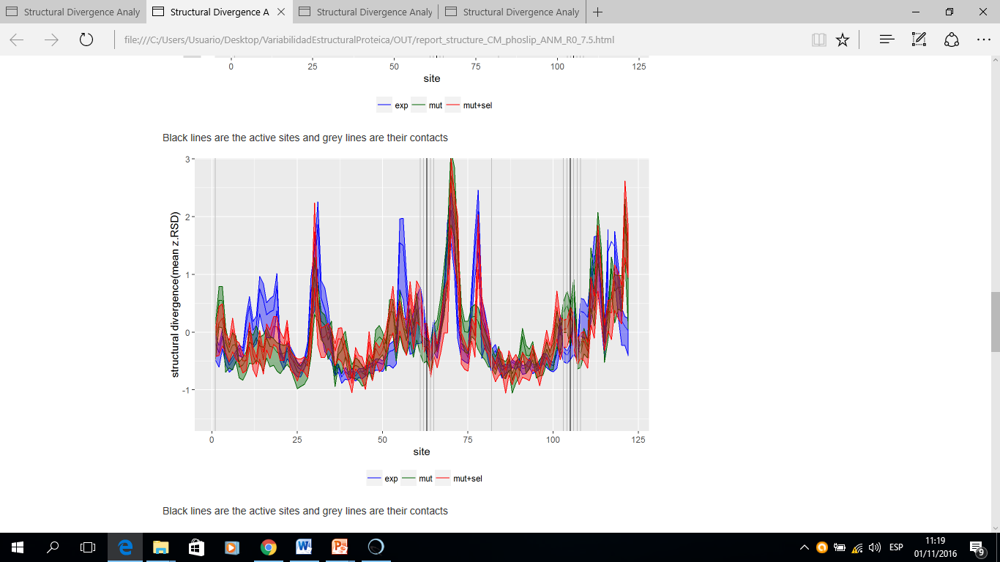 Structural Divergence Analy
Structural Divergence A
Structural Divergence Analy
Structural Divergence Analy
file:///C:/Users/Usuario/Desktop/VariabilidadEstructuralProteica/OUT/report_structure_CM_phoslip_ANM_R0_7.5.html
0 25 50 75 100 125
site
exp mut mut+sel
Black lines are the active sites and grey lines are their contacts
structural divergence(mean z.RSD)
3
2
1
0
-1
0 25 50 75 100 125
site
exp mut mut+sel
Black lines are the active sites and grey lines are their contacts
ESP
11:19
01/11/2016
9